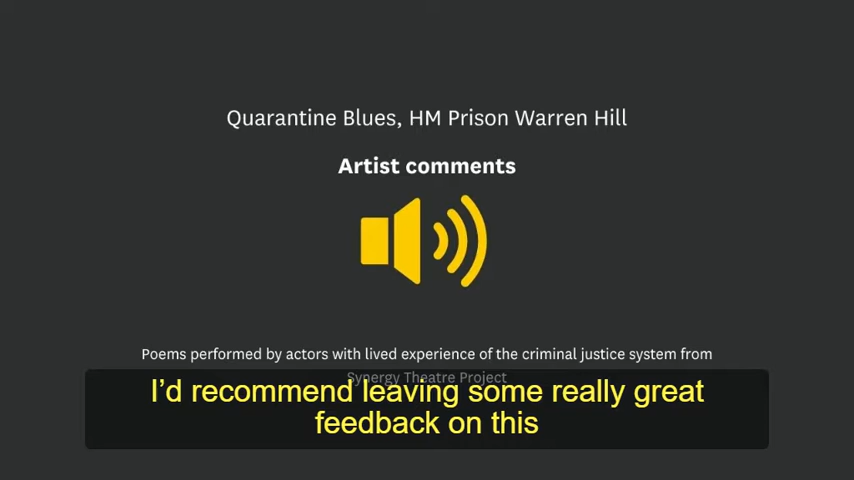 Quarantine Blues, HM Prison Warren Hill
Artist comments
Poems performed by actors with lived experience of the criminal justice system from
Synergy Theatre Project
I'd recommend leaving some really great
feedback on this